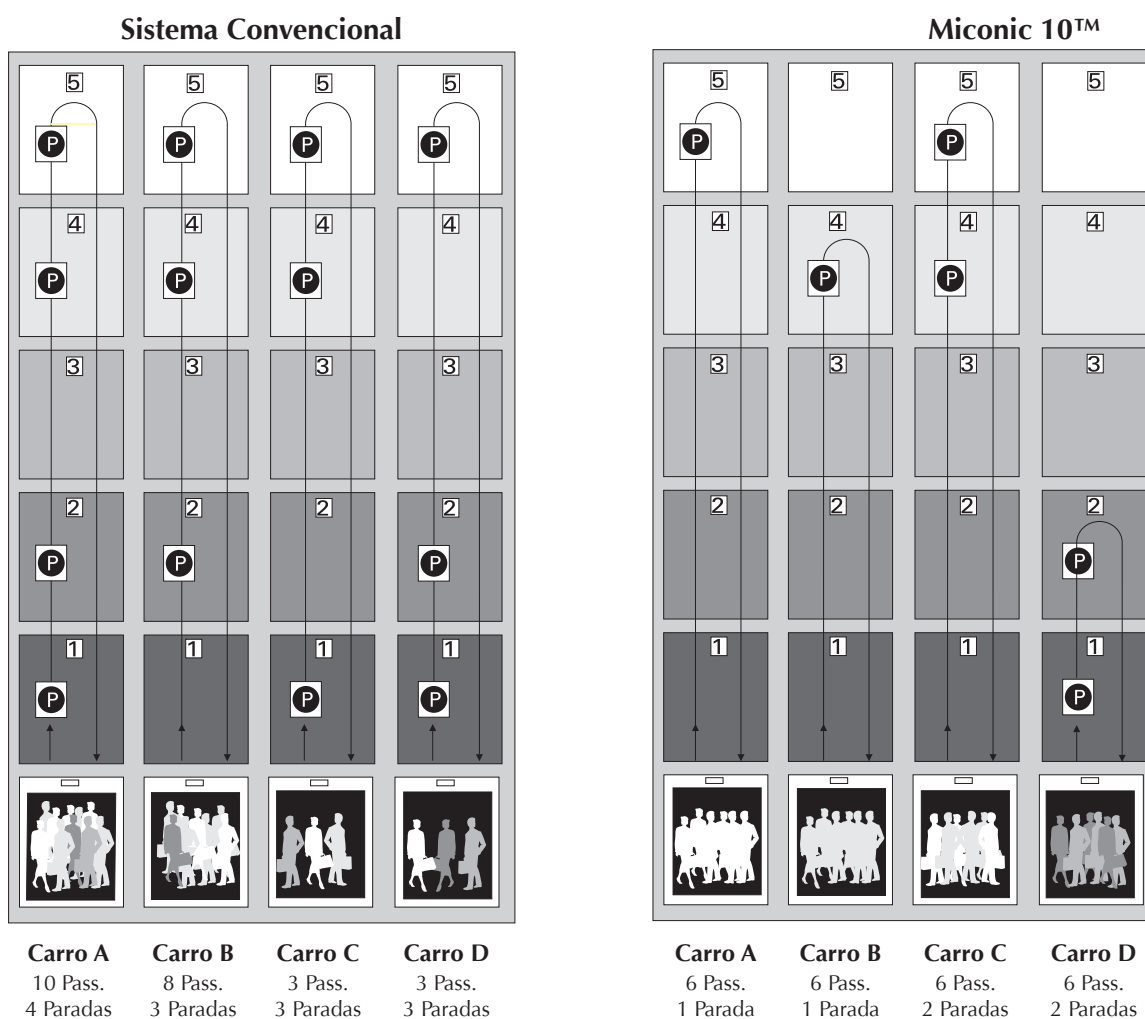 Sistema Convencional
5 5 5 5
P P P P
4 4 4 4
P P P
3 3 3 3
2 2 2 2
P P P
1 1 1 1
P P P
Carro A Carro B Carro C Carro D
10 Pass. 8 Pass. 3 Pass. 3 Pass.
4 Paradas 3 Paradas 3 Paradas 3 Paradas
Miconic 10™
5 5 5 5
P P
4 4 4 4
P P
3 3 3 3
2 2 2 2
P
1 1 1 1
P
Carro A Carro B Carro C Carro D
6 Pass. 6 Pass. 6 Pass. 6 Pass.
1 Parada 1 Parada 2 Paradas 2 Paradas